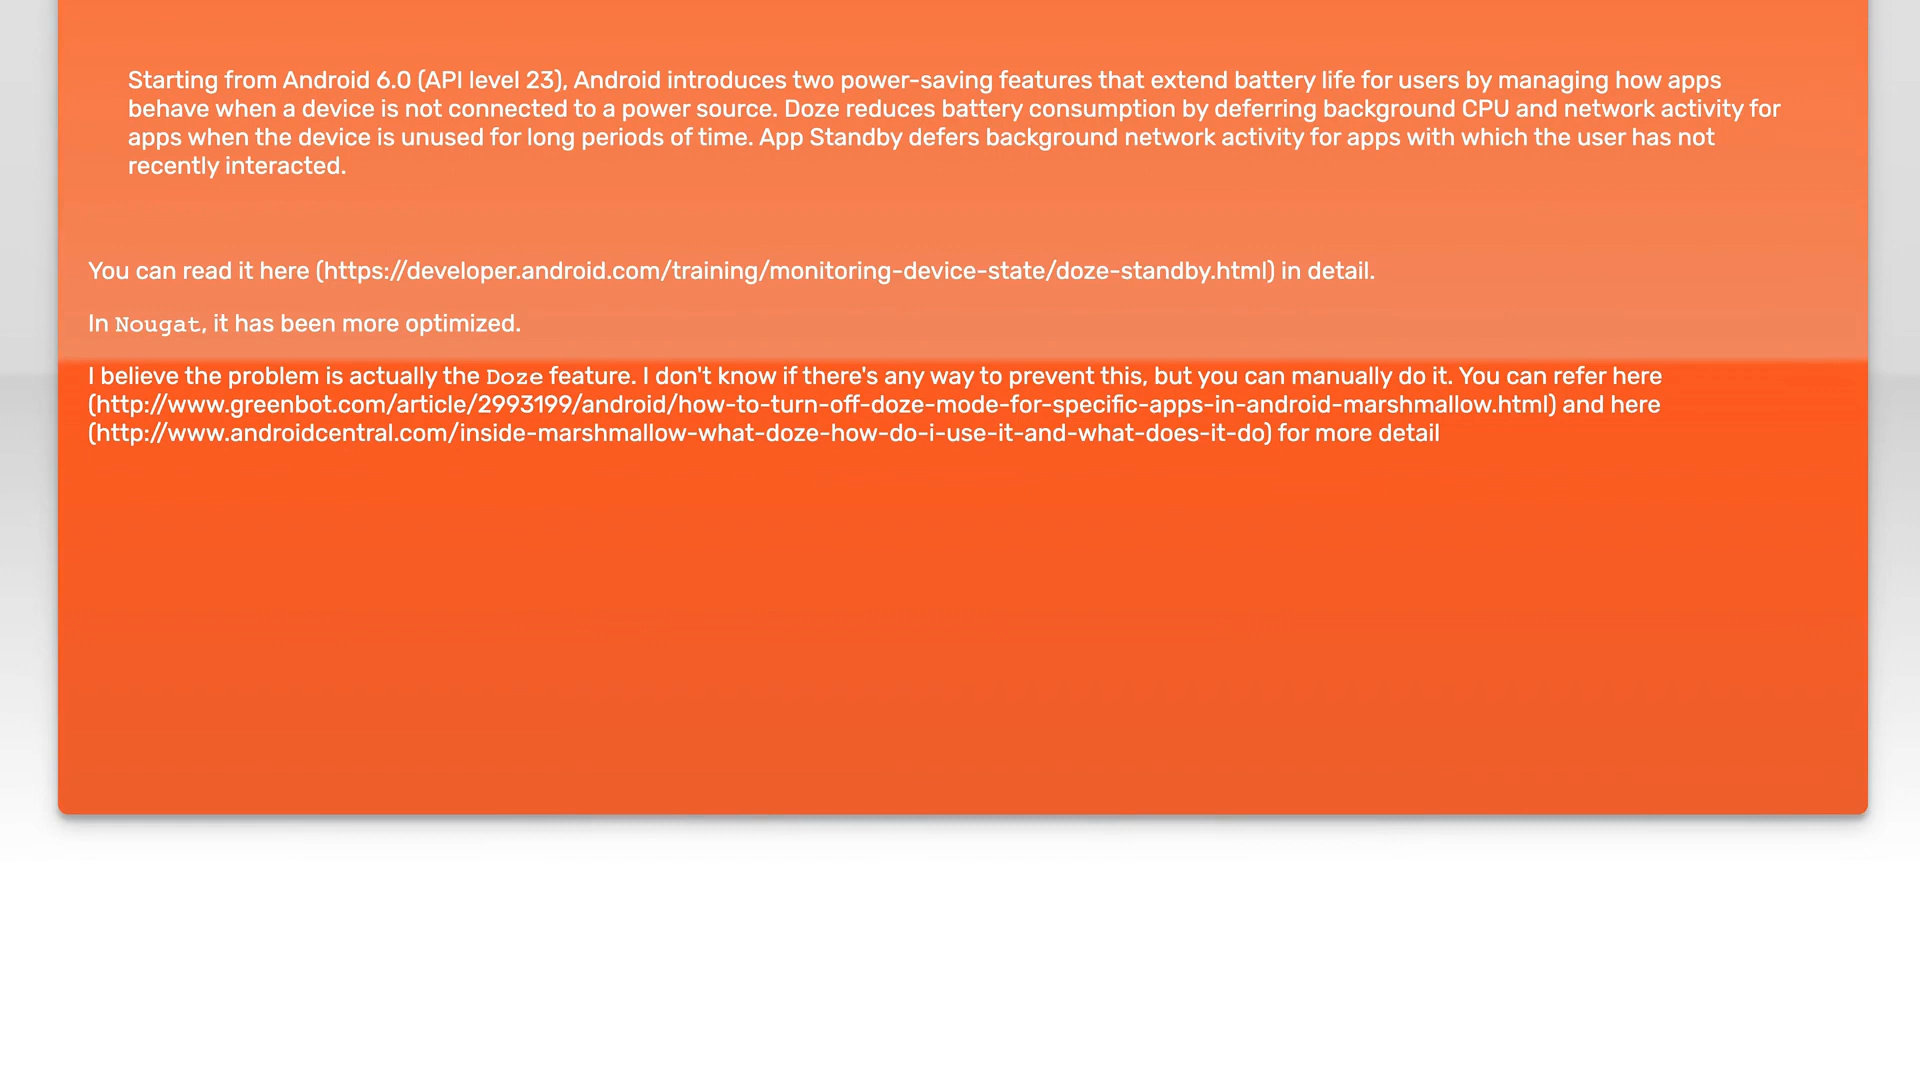 Starting from Android 6.0 (API level 23), Android introduces two power-saving features that extend battery life for users by managing how apps
behave when a device is not connected to a power source. Doze reduces battery consumption by deferring background CPU and network activity for
apps when the device is unused for long periods of time. App Standby defers background network activity for apps with which the user has not
recently interacted.
You can read it here (https://developer.android.com/training/monitoring-device-state/doze-standby.html) in detail.
In Nougat, it has been more optimized.
I believe the problem is actually the Doze feature. I don't know if there's any way to prevent this, but you can manually do it. You can refer here
(http://www.greenbot.com/article/2993199/android/how-to-turn-off-doze-mode-for-specific-apps-in-android-marshmallow.html) and here
(http://www.androidcentral.com/inside-marshmallow-what-doze-how-do-i-use-it-and-what-does-it-do) for more detail